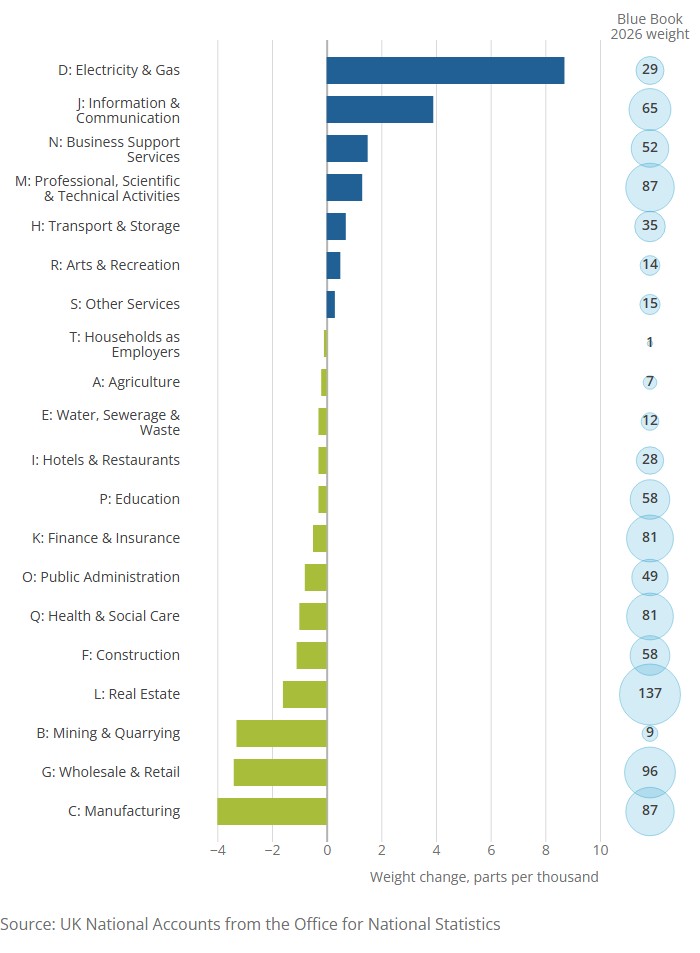 Blue Book
2026 weight
D: Electricity & Gas
29
J: Information &
Communication
65
N: Business Support
Services
52
M: Professional, Scientific
& Technical Activities
87
H: Transport & Storage
35
R: Arts & Recreation
14
S: Other Services
15
T: Households as
Employers
1
A: Agriculture
7
E: Water, Sewerage &
Waste
12
I: Hotels & Restaurants
28
P: Education
58
K: Finance & Insurance
81
O: Public Administration
49
Q: Health & Social Care
81
F: Construction
58
L: Real Estate
137
B: Mining & Quarrying
9
G: Wholesale & Retail
96
C: Manufacturing
87
−4 −2 0 2 4 6 8 10
Weight change, parts per thousand
Source: UK National Accounts from the Office for National Statistics